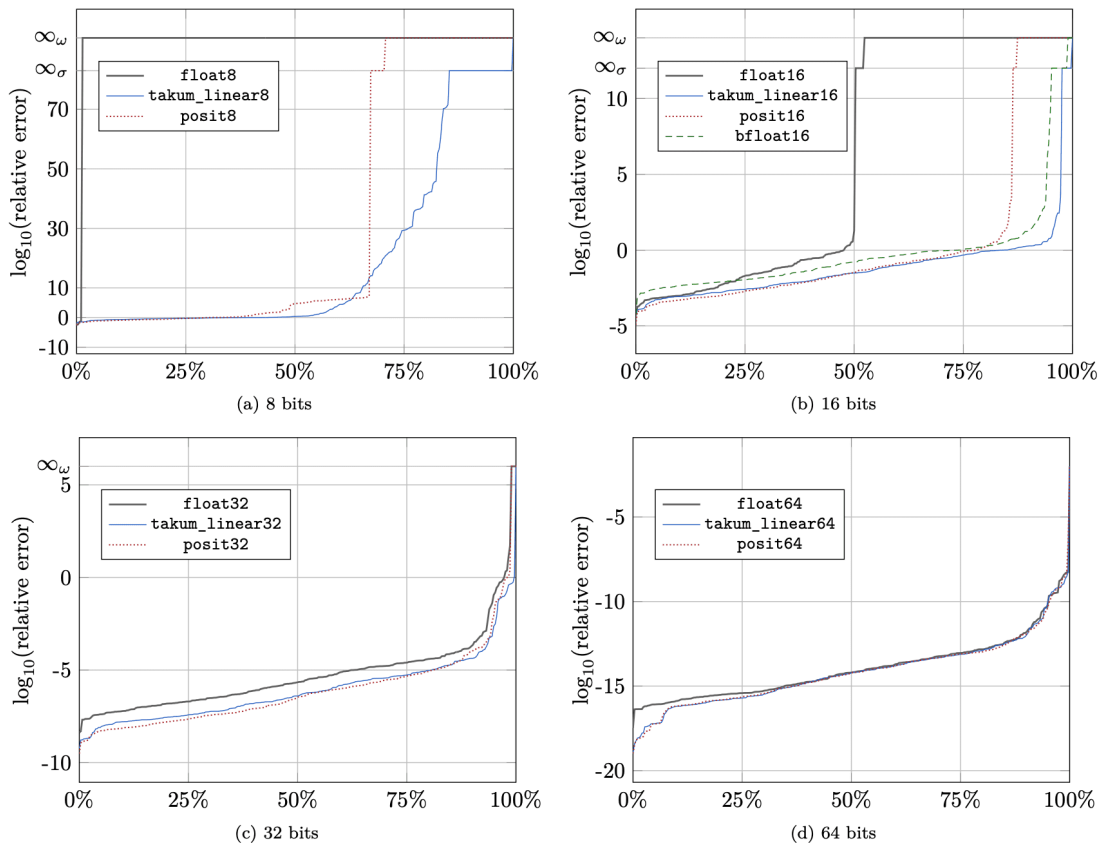 ∞ω
∞σ
70
50
30
10
0
-10
log10(relative error)
float8
takum_linear8
posit8
0%
25%
50%
75%
100%
(a) 8 bits
∞ω
∞σ
10
5
0
-5
log10(relative error)
float16
takum_linear16
posit16
bfloat16
0%
25%
50%
75%
100%
(b) 16 bits
∞ω
5
0
-5
-10
log10(relative error)
float32
takum_linear32
posit32
0%
25%
50%
75%
100%
(c) 32 bits
-5
-10
-15
-20
log10(relative error)
float64
takum_linear64
posit64
0%
25%
50%
75%
100%
(d) 64 bits